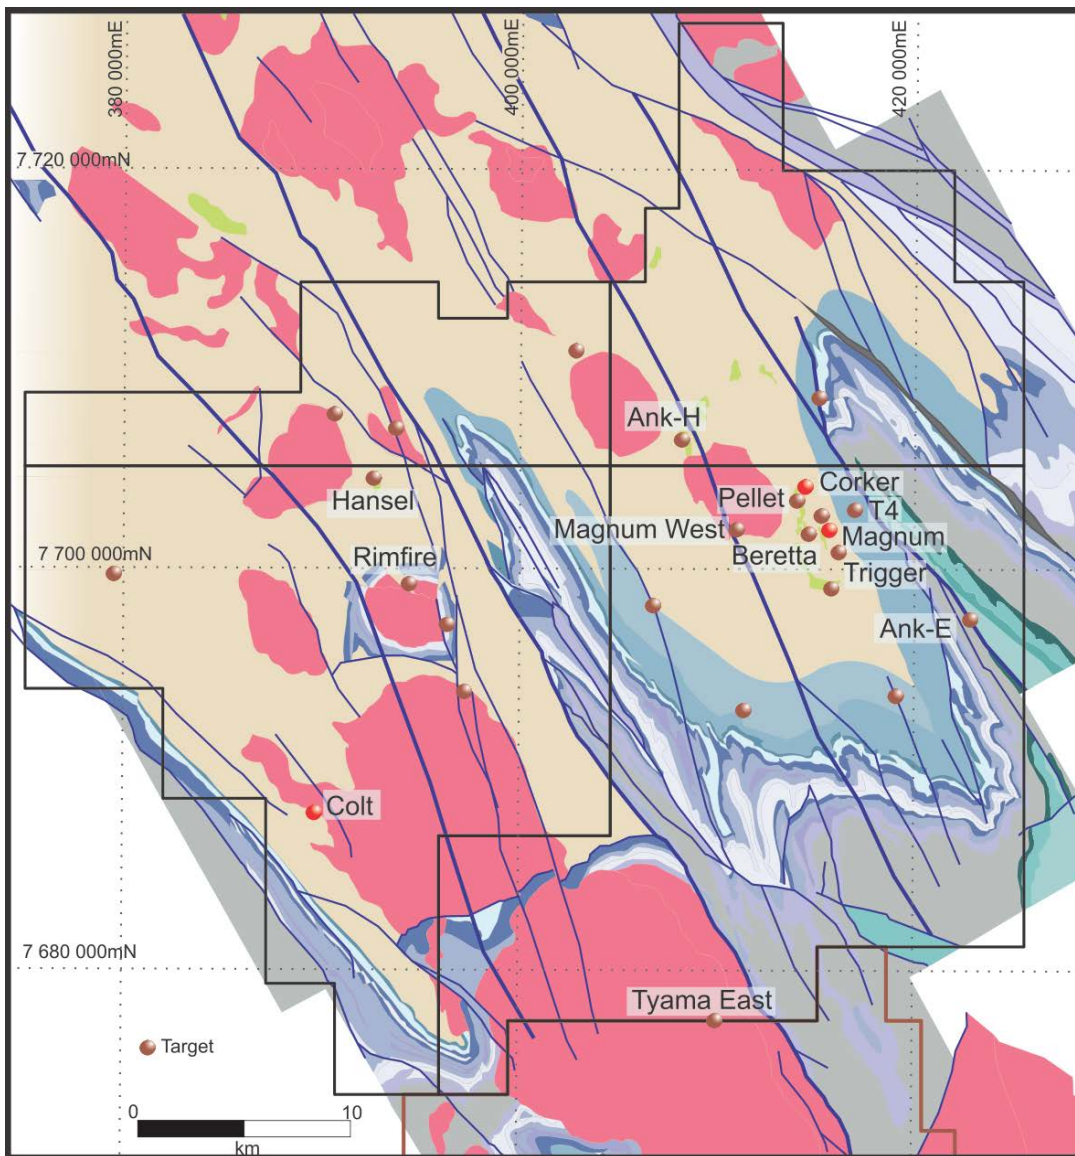 380 000mE
400 000mE
420 000mE
7 720 000mN
Ank-H
Hansel
Pellet
Corker
T4
Magnum West
Magnum
Beretta
7 700 000mN
Rimfire
Trigger
Ank-E
Colt
7 680 000mN
Tyama East
Target
0
10
km